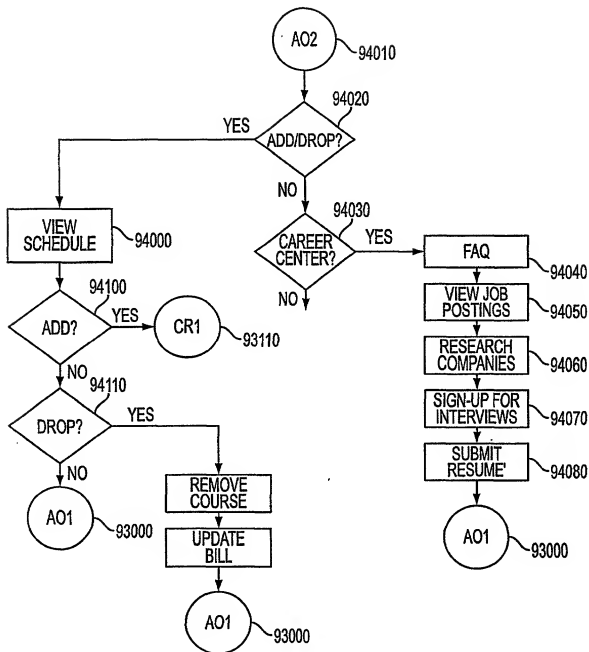 AO2
94010
94020
YES
ADD/DROP?
NO
94030
VIEW
SCHEDULE
94000
CAREER
CENTER?
YES
NO
FAQ
94040
VIEW JOB
POSTINGS
94050
RESEARCH
COMPANIES
94060
SIGN-UP FOR
INTERVIEWS
94070
SUBMIT
RESUME'
94080
AO1
93000
94100
ADD?
YES
CR1
93110
NO
94110
DROP?
YES
NO
AO1
93000
REMOVE
COURSE
UPDATE
BILL
AO1
93000